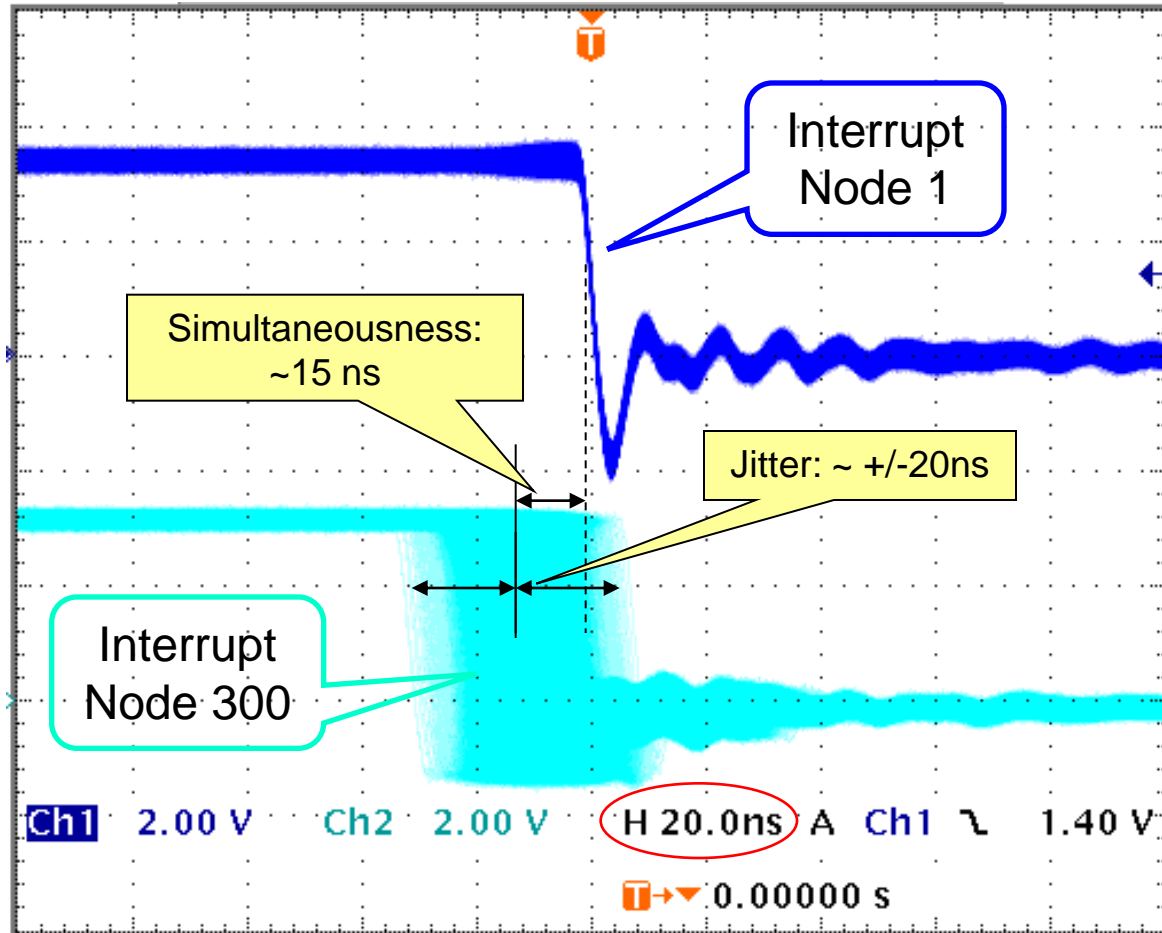 T
Interrupt
Node 1
Simultaneousness:
~15 ns
Jitter: ~ +/-20ns
Interrupt
Node 300
Ch1 2.00 V Ch2 2.00 V H 20.0ns A Ch1 1.40 V
T 0.00000 s